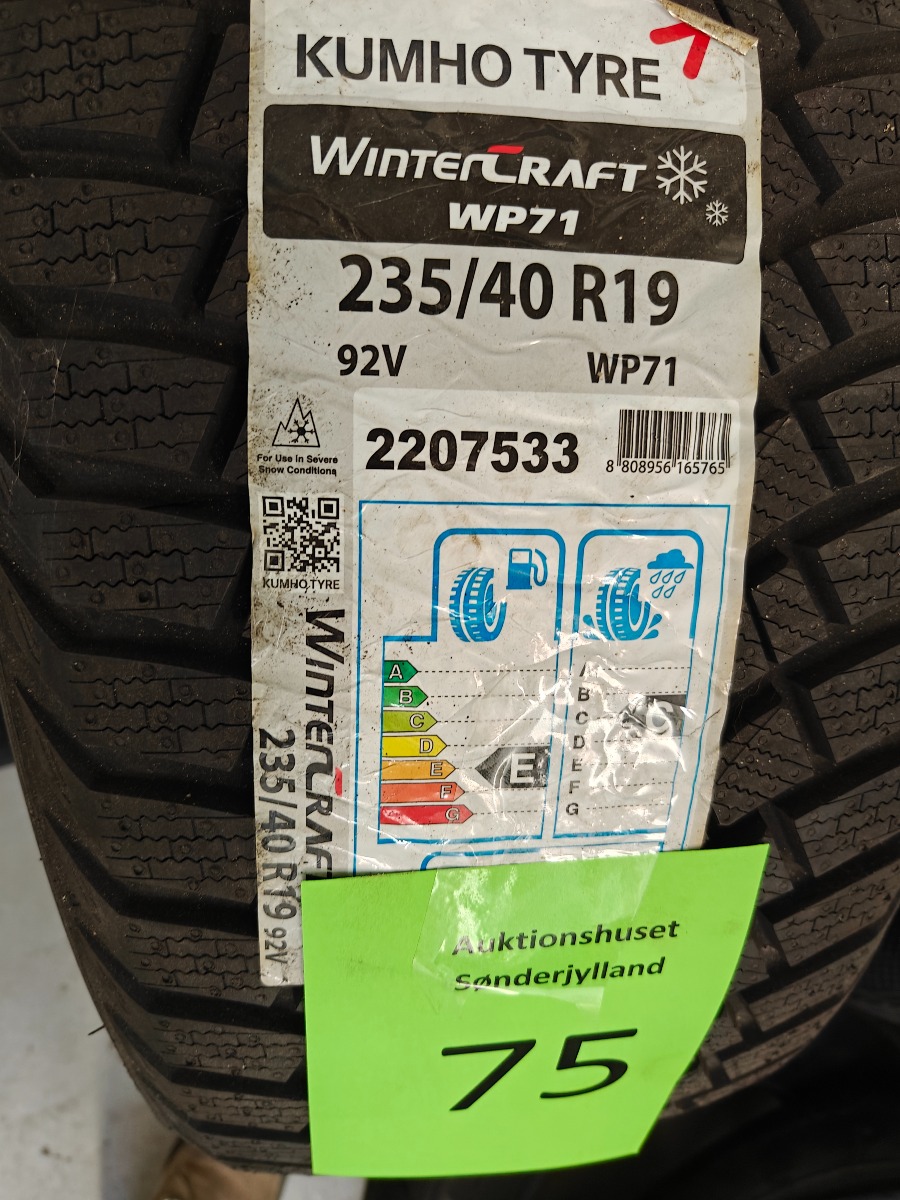 KUMHO TYRE
WINTERCRAFT
WP71
235/40 R19
92V WP71
For Use in Severe
Snow Conditions
2207533
8 808956 165765
KUMHO TYRE
WINTERCRAFT
235/40 R19 92V
A
B
C
D
E
F
G
E
A
B
C
D
E
F
G
C
Auktionshuset
Sønderjylland
75